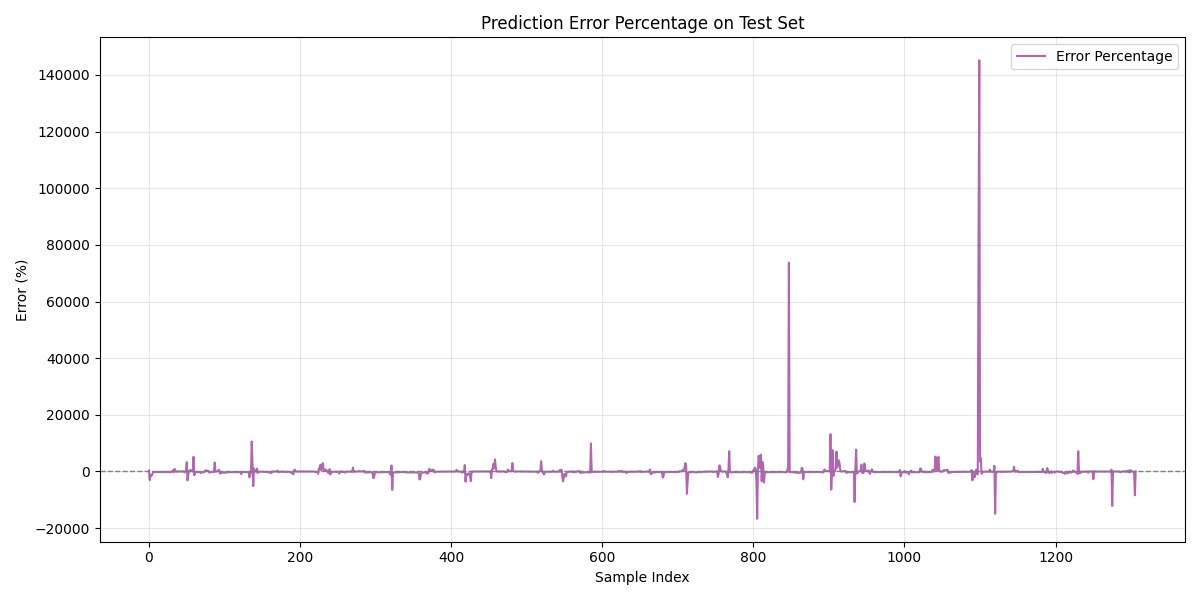 Prediction Error Percentage on Test Set
Error Percentage
140000
120000
100000
80000
60000
40000
20000
0
−20000
Error (%)
0 200 400 600 800 1000 1200
Sample Index